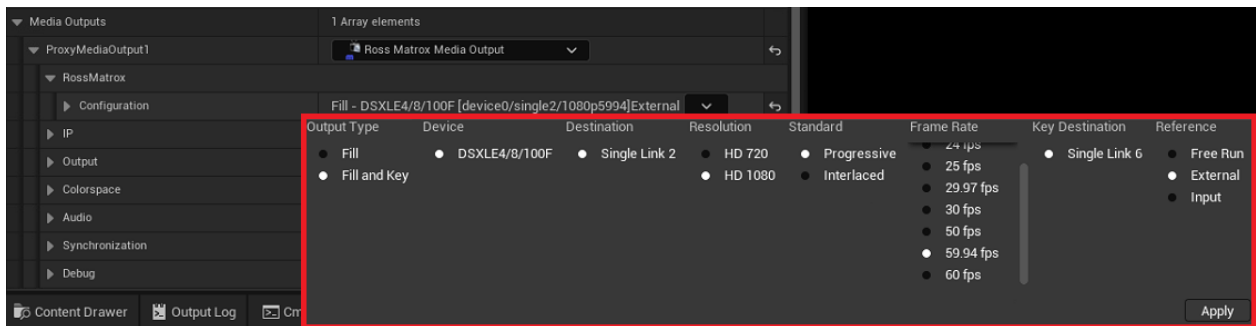 Media Outputs 1 Array elements
ProxyMediaOutput1 Ross Matrox Media Output
RossMatrox
Configuration Fill - DSXLE4/8/100F [device0/single2/1080p5994]External
IP
Output
Colorspace
Audio
Synchronization
Debug
Output Type Device Destination Resolution Standard Frame Rate Key Destination Reference
Fill DSXLE4/8/100F Single Link 2 HD 720 Progressive 24 fps Single Link 6 Free Run
Fill and Key HD 1080 Interlaced 25 fps External
29.97 fps Input
30 fps
50 fps
59.94 fps
60 fps
Apply
Content Drawer Output Log Cm